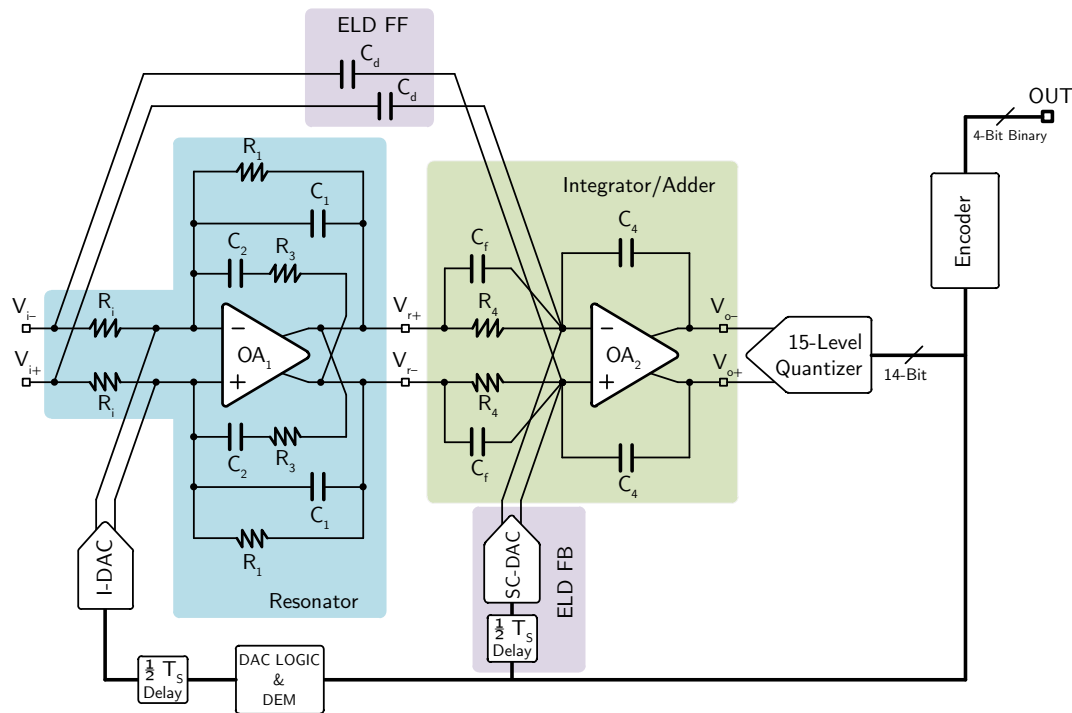 ELD FF
C_d
C_d
OUT
4-Bit Binary
R_1
C_1
C_2
R_3
Integrator/Adder
C_4
C_f
Encoder
V_i−
R_i
−
OA_1
+
V_r+
R_4
−
OA_2
+
V_o−
15-Level
Quantizer
14-Bit
V_i+
R_i
V_r-
R_4
V_o+
C_2
R_3
C_f
C_4
C_1
R_1
I-DAC
Resonator
SC-DAC
ELD FB
½ T_S
Delay
½ T_S
Delay
DAC LOGIC
&
DEM